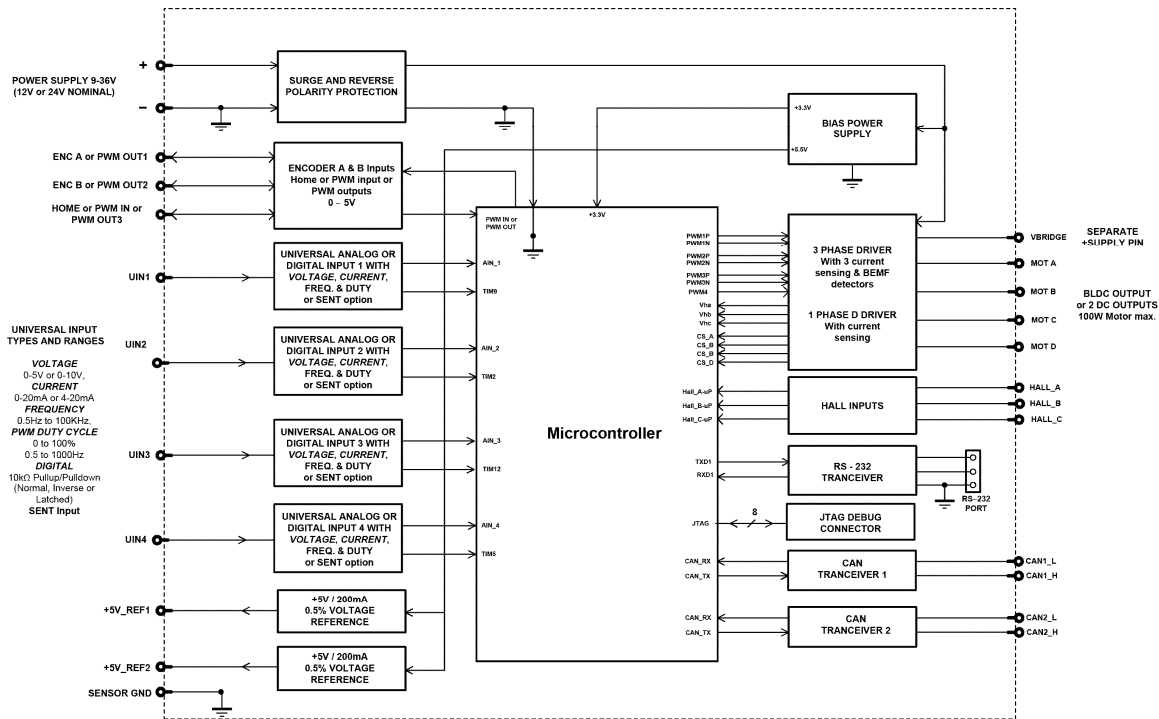 +
POWER SUPPLY 9-36V
(12V or 24V NOMINAL)
–
SURGE AND REVERSE
POLARITY PROTECTION
+3.3V
BIAS POWER
SUPPLY
+5.5V
ENC A or PWM OUT1
ENC B or PWM OUT2
HOME or PWM IN or
PWM OUT3
ENCODER A & B Inputs
Home or PWM input or
PWM outputs
0 – 5V
PWM IN or
PWM OUT
+3.3V
UIN1
UNIVERSAL ANALOG OR
DIGITAL INPUT 1 WITH
VOLTAGE, CURRENT,
FREQ. & DUTY
or SENT option
AIN_1
TIM9
UNIVERSAL INPUT
TYPES AND RANGES
VOLTAGE
0-5V or 0-10V,
CURRENT
0-20mA or 4-20mA
FREQUENCY
0.5Hz to 100KHz,
PWM DUTY CYCLE
0 to 100%
0.5 to 1000Hz
DIGITAL
10kΩ Pullup/Pulldown
(Normal, Inverse or
Latched)
SENT Input
UIN2
UNIVERSAL ANALOG OR
DIGITAL INPUT 2 WITH
VOLTAGE, CURRENT,
FREQ. & DUTY
or SENT option
AIN_2
TIM2
UIN3
UNIVERSAL ANALOG OR
DIGITAL INPUT 3 WITH
VOLTAGE, CURRENT,
FREQ. & DUTY
or SENT option
AIN_3
TIM12
UIN4
UNIVERSAL ANALOG OR
DIGITAL INPUT 4 WITH
VOLTAGE, CURRENT,
FREQ. & DUTY
or SENT option
AIN_4
TIM5
+5V_REF1
+5V / 200mA
0.5% VOLTAGE
REFERENCE
+5V_REF2
+5V / 200mA
0.5% VOLTAGE
REFERENCE
SENSOR GND
Microcontroller
PWM1P
PWM1N
PWM2P
PWM2N
PWM3P
PWM3N
PWM4
Vha
Vhb
Vhc
CS_A
CS_B
CS_B
CS_D
3 PHASE DRIVER
With 3 current
sensing & BEMF
detectors
1 PHASE D DRIVER
With current
sensing
VBRIDGE
MOT A
MOT B
MOT C
MOT D
SEPARATE
+SUPPLY PIN
BLDC OUTPUT
or 2 DC OUTPUTS
100W Motor max.
Hall_A-uP
Hall_B-uP
Hall_C-uP
HALL INPUTS
HALL_A
HALL_B
HALL_C
TXD1
RXD1
RS - 232
TRANCEIVER
RS–232
PORT
JTAG
8
JTAG DEBUG
CONNECTOR
CAN_RX
CAN_TX
CAN
TRANCEIVER 1
CAN1_L
CAN1_H
CAN_RX
CAN_TX
CAN
TRANCEIVER 2
CAN2_L
CAN2_H